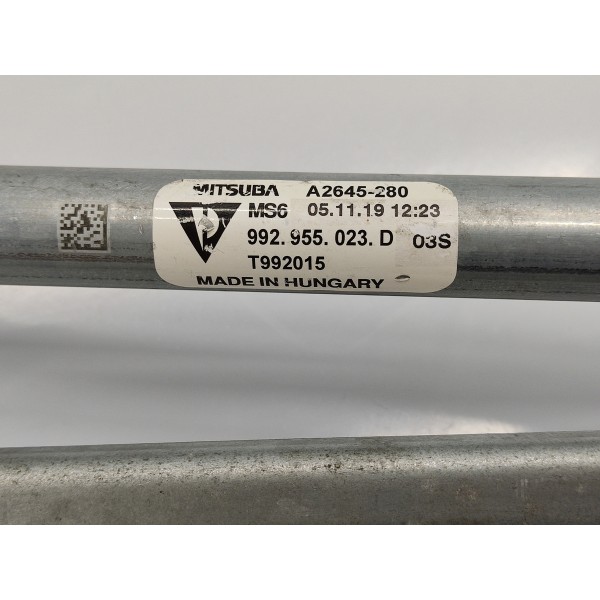 MITSUBA A2645-280
MS6 05.11.19 12:23
992.955.023.D 03S
T992015
MADE IN HUNGARY